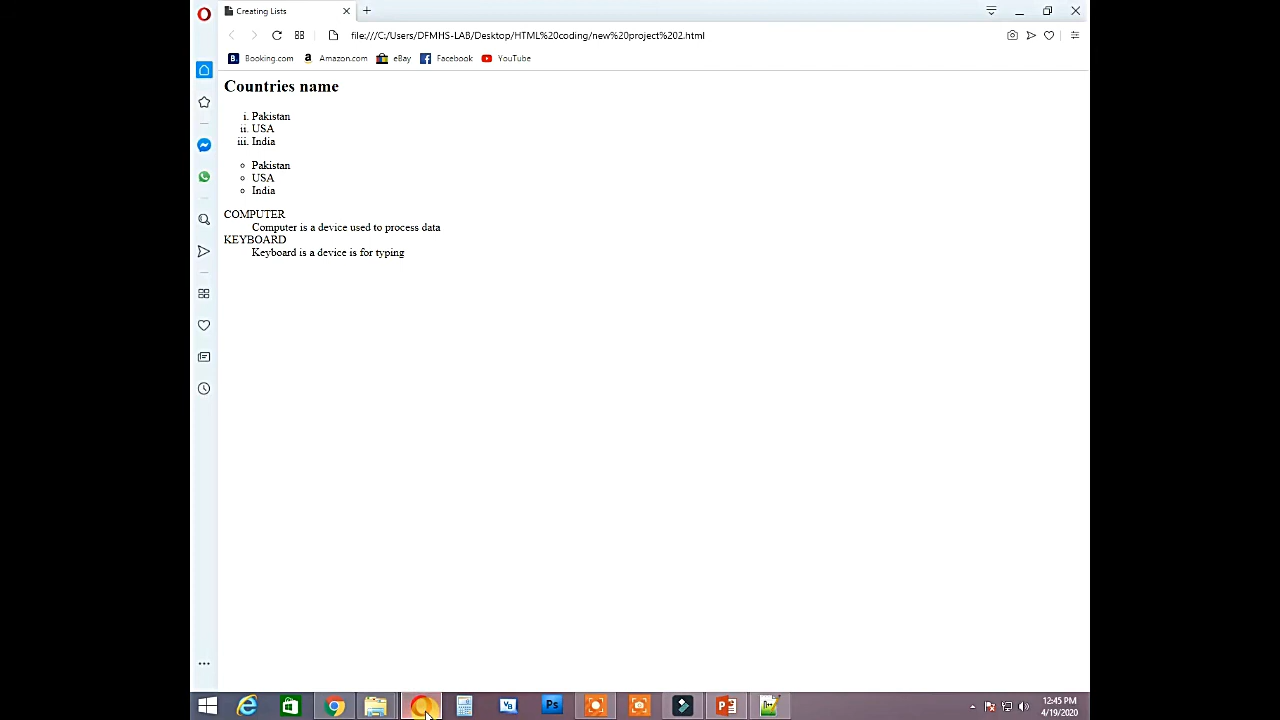 Creating Lists
file:///C:/Users/DFMHS-LAB/Desktop/HTML%20coding/new%20project%202.html
Booking.com Amazon.com eBay Facebook YouTube
Countries name
i. Pakistan
ii. USA
iii. India
Pakistan
USA
India
COMPUTER
Computer is a device used to process data
KEYBOARD
Keyboard is a device is for typing
12:45 PM
4/19/2020